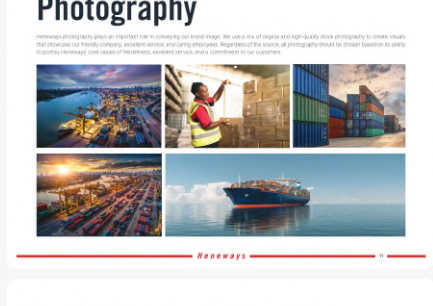 Photography
Heneways photography plays an important role in conveying our brand image. We use a mix of original and high-quality stock photography to create visuals
that showcase our friendly company, excellent service, and caring employees. Regardless of the source, all photography should be chosen based on its ability
to portray Heneways' core values of friendliness, excellent service, and a commitment to our customers.
Heneways